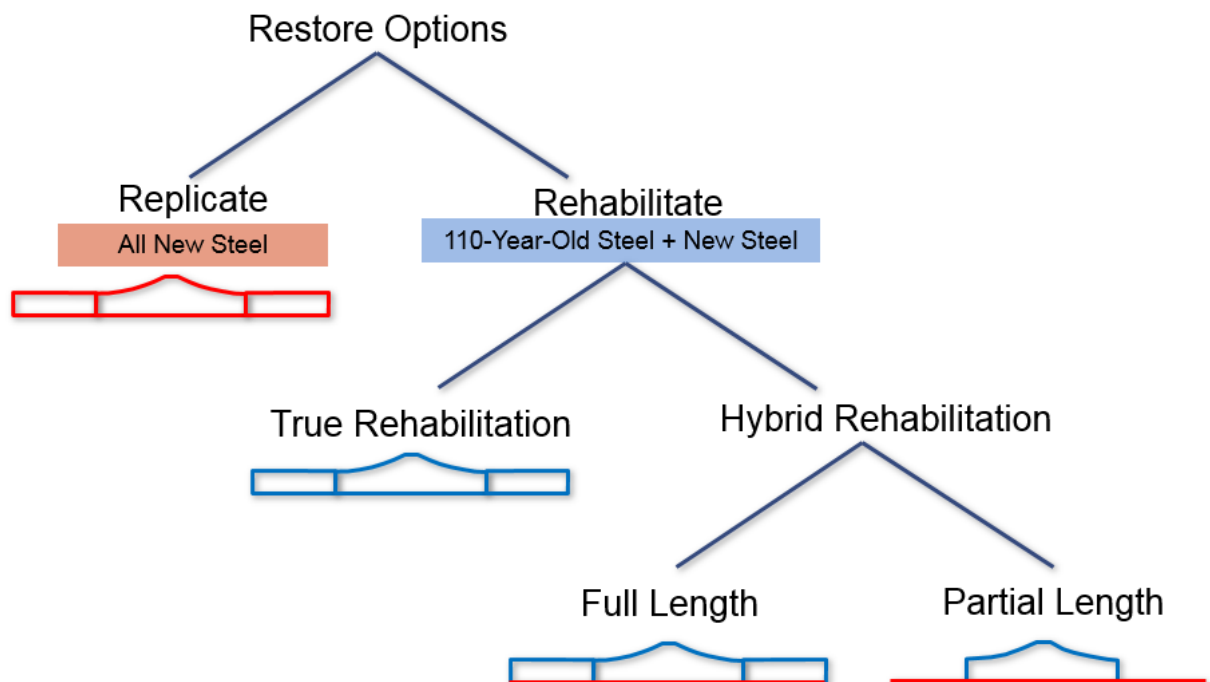 Restore Options
Replicate
Rehabilitate
All New Steel
110-Year-Old Steel + New Steel
True Rehabilitation
Hybrid Rehabilitation
Full Length
Partial Length